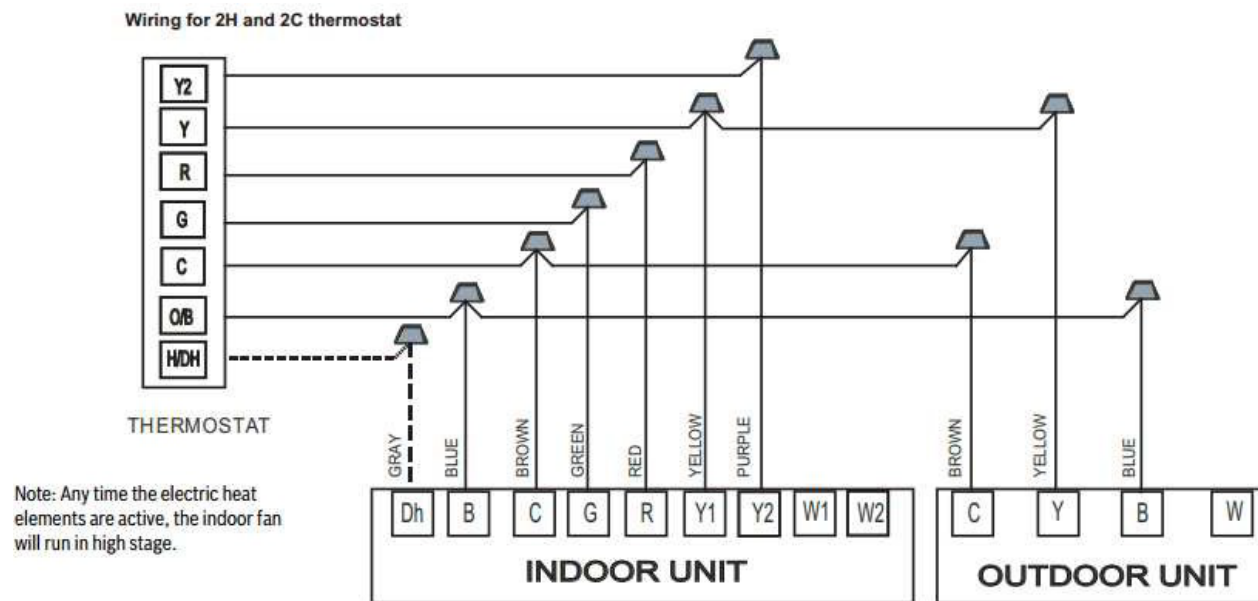 Wiring for 2H and 2C thermostat
Y2
Y
R
G
C
O/B
H/DH
THERMOSTAT
GRAY
BLUE
BROWN
GREEN
RED
YELLOW
PURPLE
BROWN
YELLOW
BLUE
Note: Any time the electric heat
elements are active, the indoor fan
will run in high stage.
Dh B C G R Y1 Y2 W1 W2
C Y B W
INDOOR UNIT
OUTDOOR UNIT